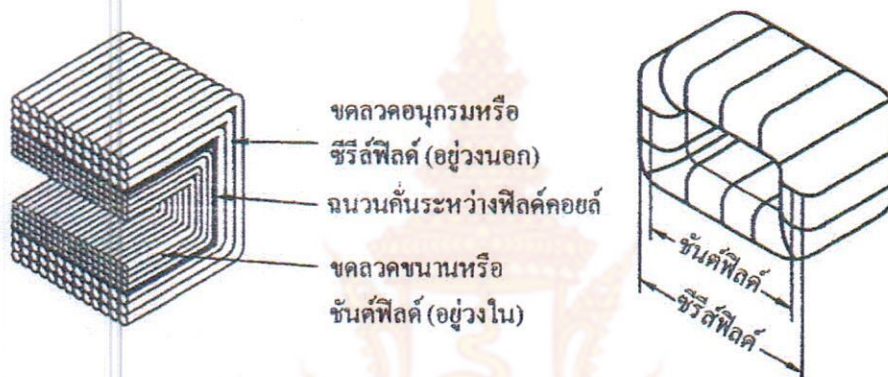 ขดลวดอนุกรมหรือ
ซีรีส์ฟิลด์ (อยู่วงนอก)
ฉนวนกั้นระหว่างฟิลด์คอยล์
ขดลวดขนานหรือ
ชันต์ฟิลด์ (อยู่วงใน)
ชันต์ฟิลด์
ซีรีส์ฟิลด์